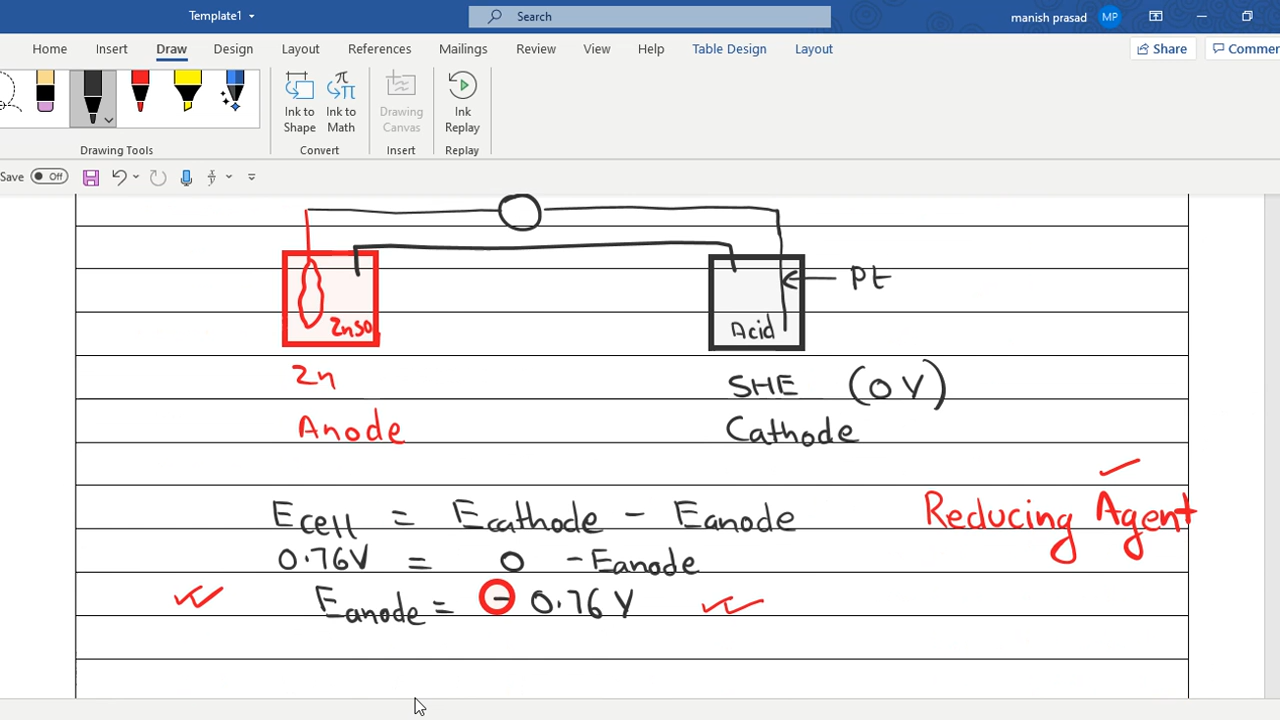 Template1
Search
manish prasad MP
Home Insert Draw Design Layout References Mailings Review View Help Table Design Layout Share Commer
Ink to Shape
Ink to Math
Drawing Canvas
Ink Replay
Drawing Tools Convert Insert Replay
Save Off
Pt
ZnSO
Acid
Zn SHE (0V)
Anode Cathode
Ecell = Ecathode - Eanode Reducing Agent
0.76V = 0 - Eanode
Eanode = - 0.76 V